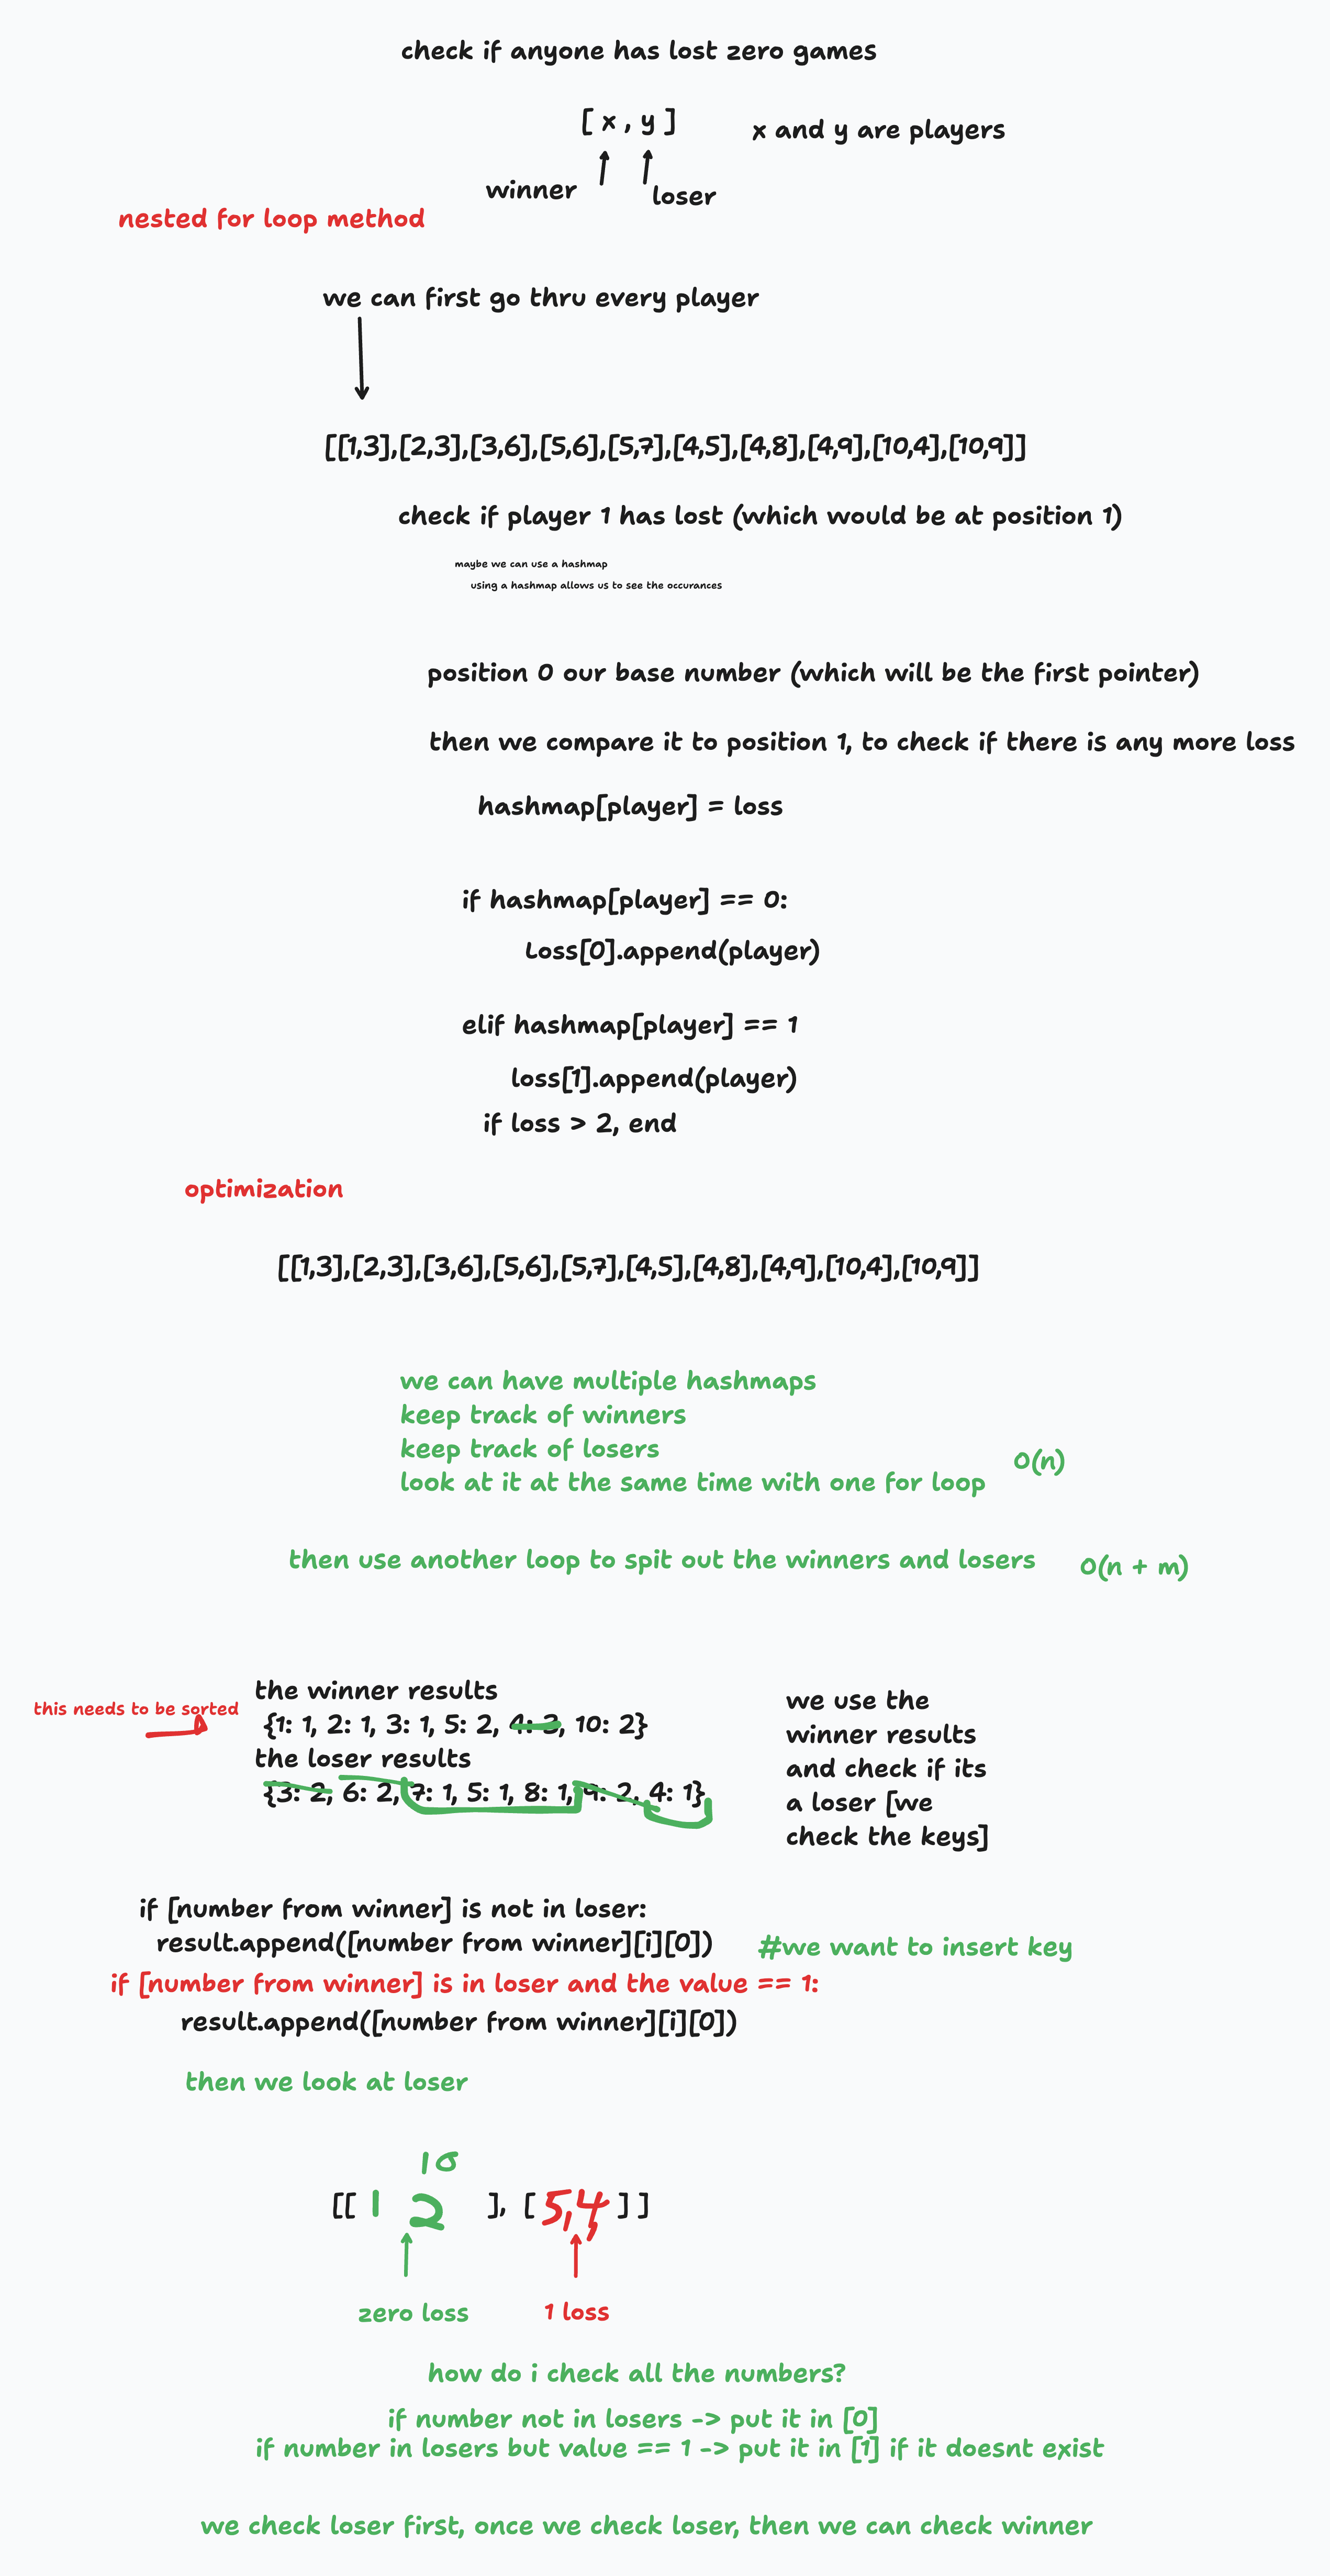 check if anyone has lost zero games
[ x , y ]
x and y are players
winner
loser
nested for loop method
we can first go thru every player
[[1,3],[2,3],[3,6],[5,6],[5,7],[4,5],[4,8],[4,9],[10,4],[10,9]]
check if player 1 has lost (which would be at position 1)
maybe we can use a hashmap
using a hashmap allows us to see the occurances
position 0 our base number (which will be the first pointer)
then we compare it to position 1, to check if there is any more loss
hashmap[player] = loss
if hashmap[player] == 0:
Loss[0].append(player)
elif hashmap[player] == 1
loss[1].append(player)
if loss > 2, end
optimization
[[1,3],[2,3],[3,6],[5,6],[5,7],[4,5],[4,8],[4,9],[10,4],[10,9]]
we can have multiple hashmaps
keep track of winners
keep track of losers
look at it at the same time with one for loop
O(n)
then use another loop to spit out the winners and losers
O(n + m)
this needs to be sorted
the winner results
{1: 1, 2: 1, 3: 1, 5: 2, 4: 3, 10: 2}
the loser results
{3: 2, 6: 2, 7: 1, 5: 1, 8: 1, 9: 2, 4: 1}
we use the
winner results
and check if its
a loser [we
check the keys]
if [number from winner] is not in loser:
result.append([number from winner][i][0])
#we want to insert key
if [number from winner] is in loser and the value == 1:
result.append([number from winner][i][0])
then we look at loser
10
[[ 1 2 ], [ 5,4, ] ]
zero loss
1 loss
how do i check all the numbers?
if number not in losers -> put it in [0]
if number in losers but value == 1 -> put it in [1] if it doesnt exist
we check loser first, once we check loser, then we can check winner